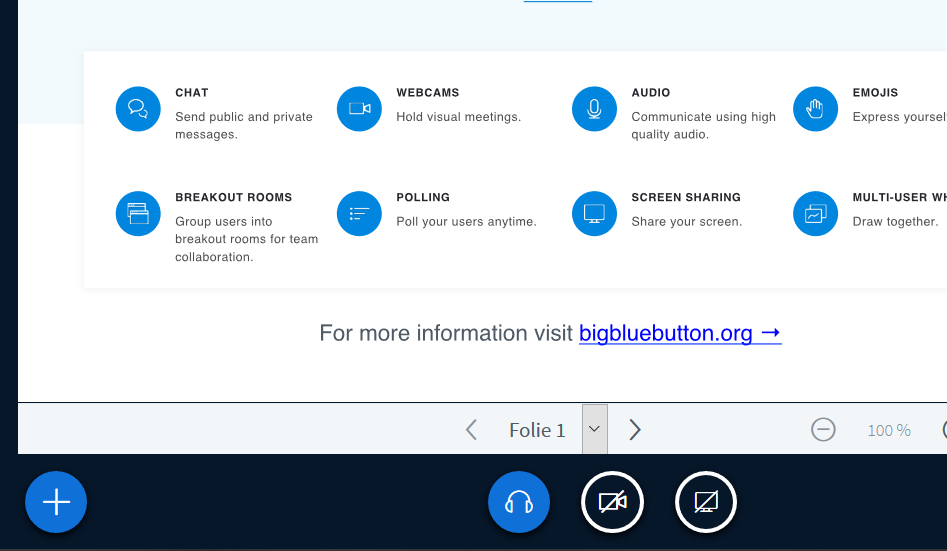 CHAT
Send public and private
messages.
WEBCAMS
Hold visual meetings.
AUDIO
Communicate using high
quality audio.
EMOJIS
Express yoursel
BREAKOUT ROOMS
Group users into
breakout rooms for team
collaboration.
POLLING
Poll your users anytime.
SCREEN SHARING
Share your screen.
MULTI-USER WH
Draw together.
For more information visit bigbluebutton.org →
Folie 1
100 %